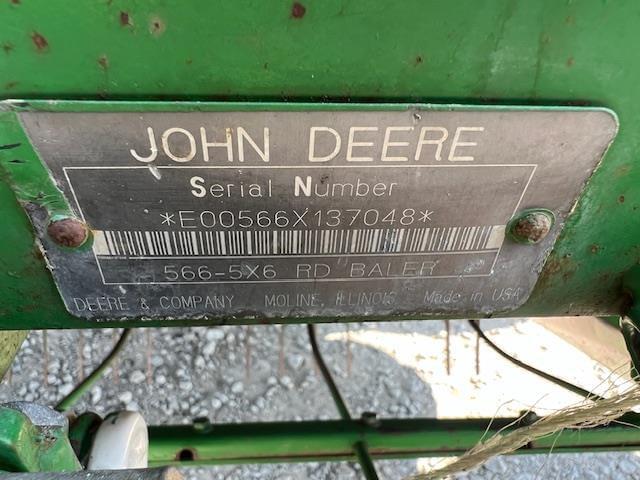 JOHN DEERE
Serial Number
*E00566X137048*
566-5X6 RD BALER
DEERE & COMPANY MOLINE, ILLINOIS Made in USA